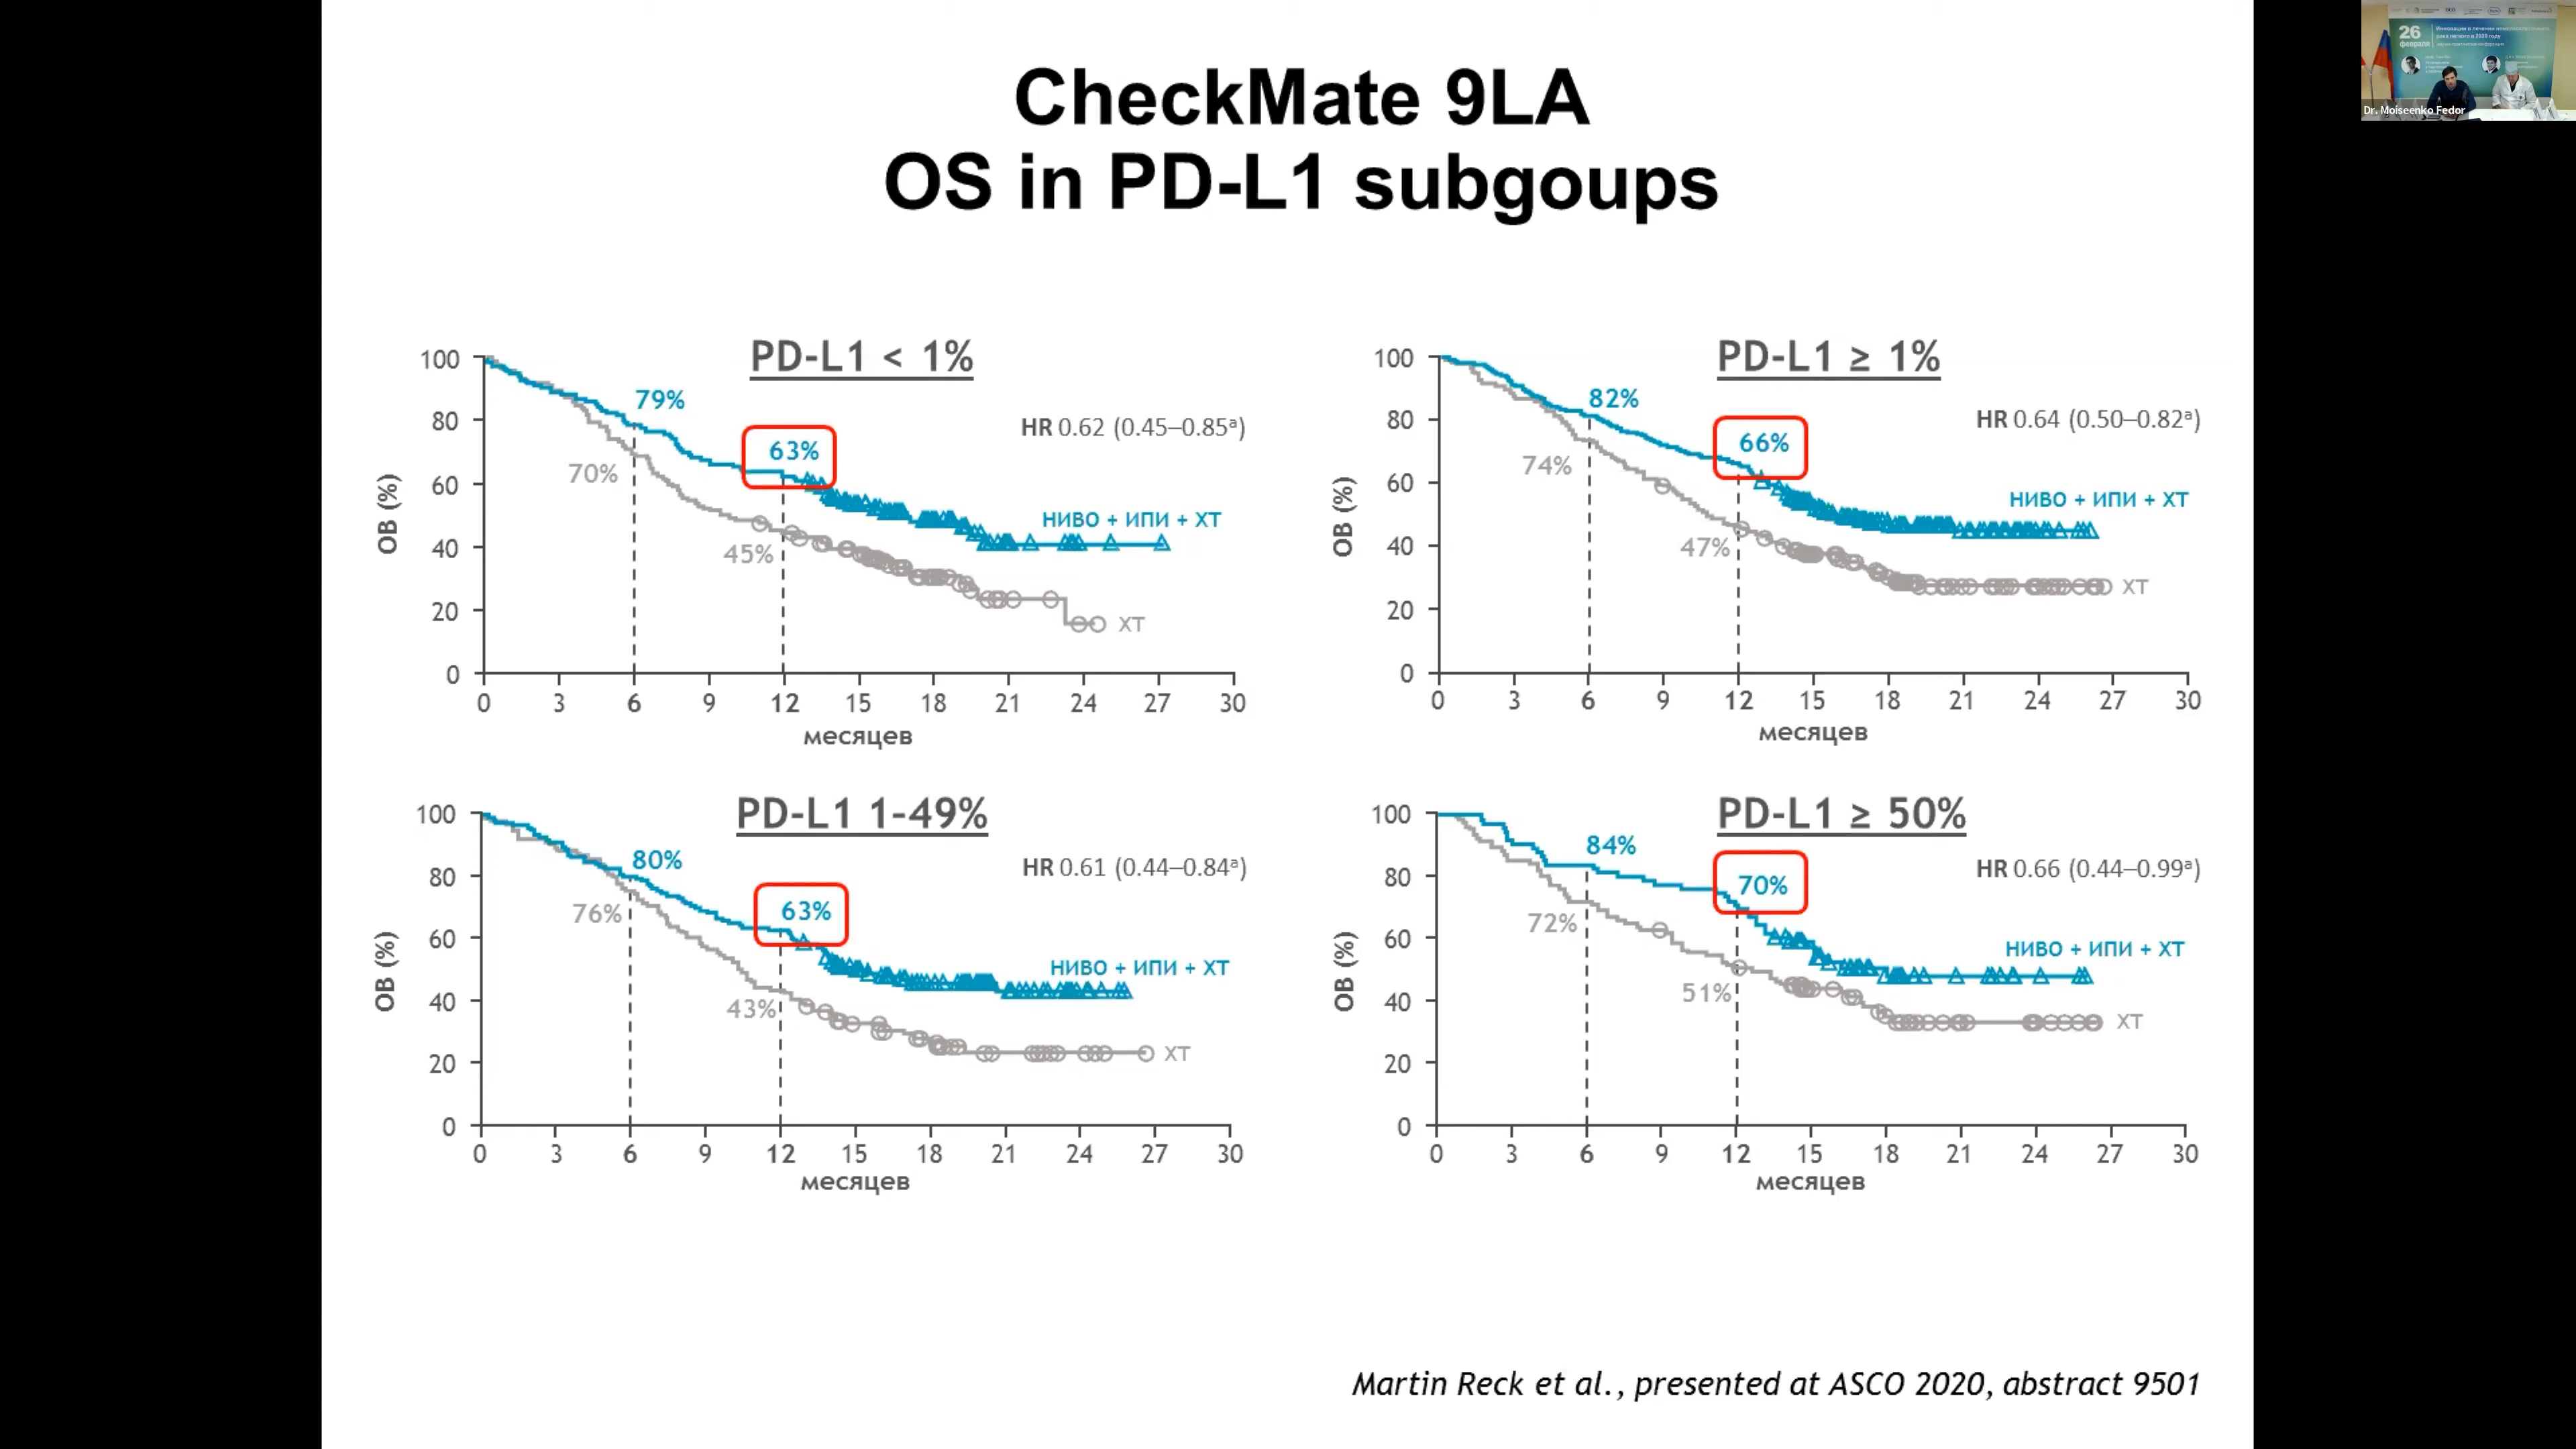 CheckMate 9LA
OS in PD-L1 subgoups
26
февраля
Dr. Moiseenko Fedor
PD-L1 < 1%
HR 0.62 (0.45–0.85ᵃ)
ОВ (%)
100
80
60
40
20
0
79%
70%
63%
45%
НИВО + ИПИ + ХТ
ХТ
0 3 6 9 12 15 18 21 24 27 30
месяцев
PD-L1 ≥ 1%
HR 0.64 (0.50–0.82ᵃ)
ОВ (%)
100
80
60
40
20
0
82%
74%
66%
47%
НИВО + ИПИ + ХТ
ХТ
0 3 6 9 12 15 18 21 24 27 30
месяцев
PD-L1 1-49%
HR 0.61 (0.44–0.84ᵃ)
ОВ (%)
100
80
60
40
20
0
80%
76%
63%
43%
НИВО + ИПИ + ХТ
ХТ
0 3 6 9 12 15 18 21 24 27 30
месяцев
PD-L1 ≥ 50%
HR 0.66 (0.44–0.99ᵃ)
ОВ (%)
100
80
60
40
20
0
84%
72%
70%
51%
НИВО + ИПИ + ХТ
ХТ
0 3 6 9 12 15 18 21 24 27 30
месяцев
Martin Reck et al., presented at ASCO 2020, abstract 9501